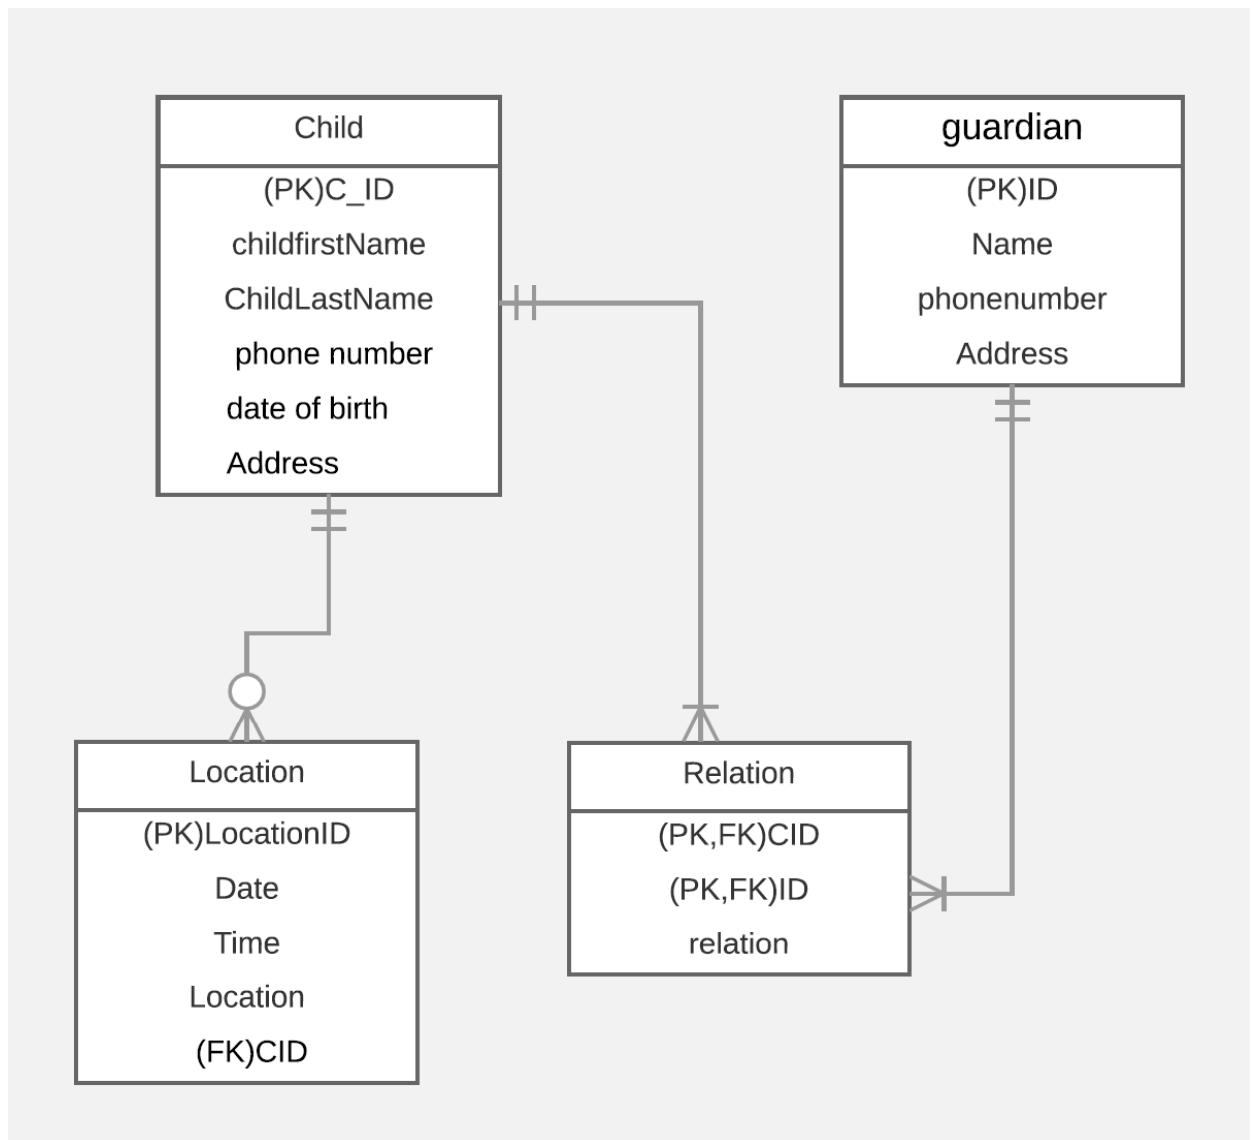 Child
(PK)C_ID
childfirstName
ChildLastName
phone number
date of birth
Address
guardian
(PK)ID
Name
phonenumber
Address
Location
(PK)LocationID
Date
Time
Location
(FK)CID
Relation
(PK,FK)CID
(PK,FK)ID
relation